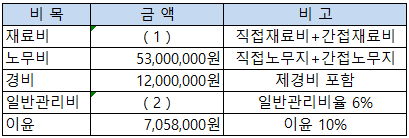 비 목 금 액 비 고
재료비 ( 1 ) 직접재료비+간접재료비
노무비 53,000,000원 직접노무지+간접노무지
경비 12,000,000원 제경비 포함
일반관리비 ( 2 ) 일반관리비율 6%
이윤 7,058,000원 이윤 10%